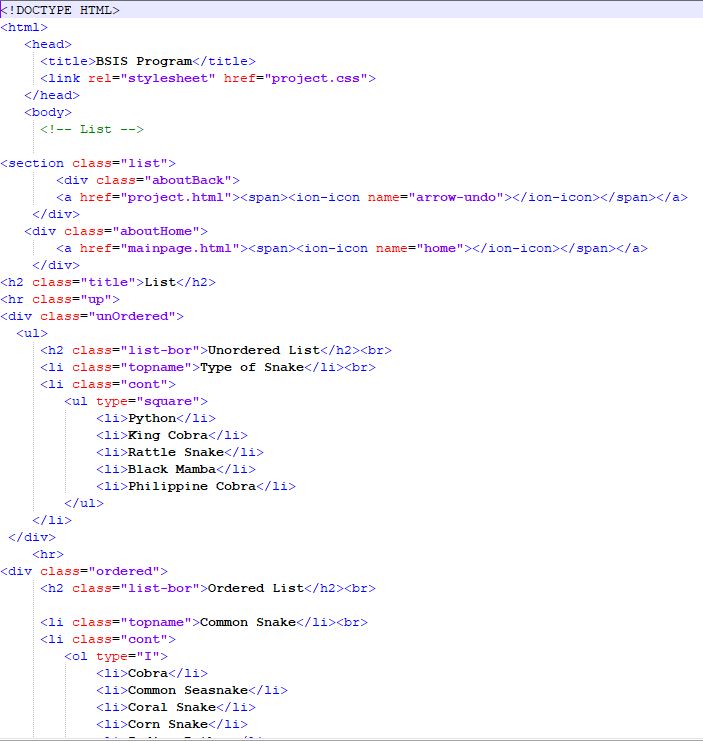 <!DOCTYPE HTML>
<html>
<head>
<title>BSIS Program</title>
<link rel="stylesheet" href="project.css">
</head>
<body>
<!-- List -->
<section class="list">
<div class="aboutBack">
<a href="project.html"><span><ion-icon name="arrow-undo"></ion-icon></span></a>
</div>
<div class="aboutHome">
<a href="mainpage.html"><span><ion-icon name="home"></ion-icon></span></a>
</div>
<h2 class="title">List</h2>
<hr class="up">
<div class="unOrdered">
<ul>
<h2 class="list-bor">Unordered List</h2><br>
<li class="topname">Type of Snake</li><br>
<li class="cont">
<ul type="square">
<li>Python</li>
<li>King Cobra</li>
<li>Rattle Snake</li>
<li>Black Mamba</li>
<li>Philippine Cobra</li>
</ul>
</li>
</div>
<hr>
<div class="ordered">
<h2 class="list-bor">Ordered List</h2><br>
<li class="topname">Common Snake</li><br>
<li class="cont">
<ol type="I">
<li>Cobra</li>
<li>Common Seasnake</li>
<li>Coral Snake</li>
<li>Corn Snake</li>